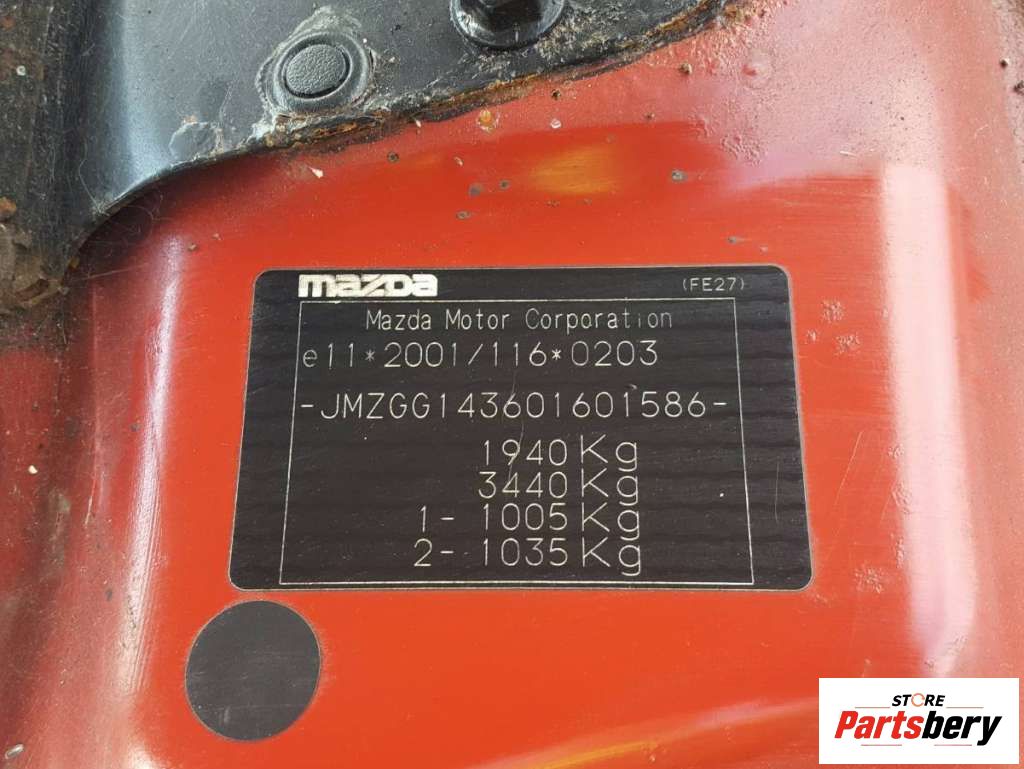 mazda (FE27)
Mazda Motor Corporation
e11*2001/116*0203
-JMZGG143601601586-
1940 Kg
3440 Kg
1- 1005 Kg
2- 1035 Kg
STORE
Partsbery